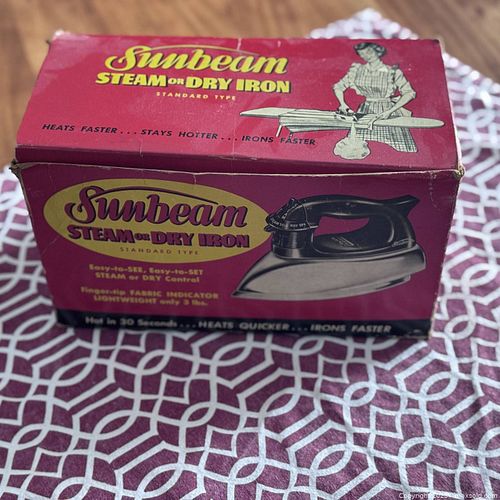 Sunbeam
STEAM OR DRY IRON
STANDARD TYPE
HEATS FASTER... STAYS HOTTER... IRONS FASTER
Sunbeam
STEAM OR DRY IRON
STANDARD TYPE
Easy-to-SEE, Easy-to-SET
STEAM or DRY Control
Finger-tip FABRIC INDICATOR
LIGHTWEIGHT only 3 lbs.
Hot in 30 Seconds...HEATS QUICKER...IRONS FASTER